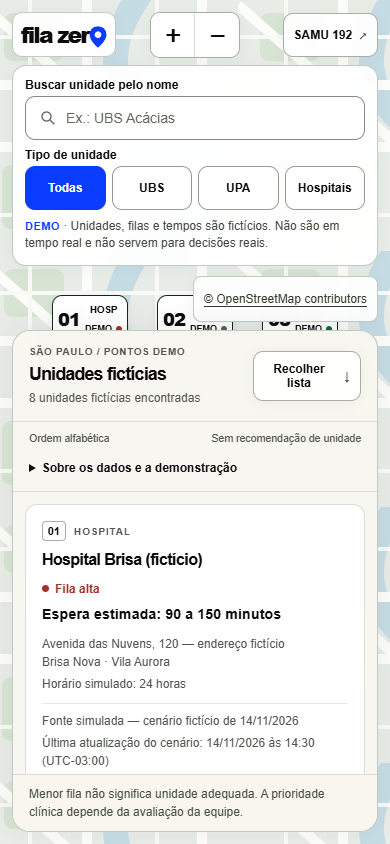 fila zero
+ −
SAMU 192 ↗
Buscar unidade pelo nome
Ex.: UBS Acácias
Tipo de unidade
Todas UBS UPA Hospitais
DEMO · Unidades, filas e tempos são fictícios. Não são em
tempo real e não servem para decisões reais.
© OpenStreetMap contributors
01 HOSP
DEMO
02
DEMO
03
DEMO
SÃO PAULO / PONTOS DEMO
Unidades fictícias
8 unidades fictícias encontradas
Recolher
lista ↓
Ordem alfabética Sem recomendação de unidade
▶ Sobre os dados e a demonstração
01 HOSPITAL
Hospital Brisa (fictício)
Fila alta
Espera estimada: 90 a 150 minutos
Avenida das Nuvens, 120 — endereço fictício
Brisa Nova · Vila Aurora
Horário simulado: 24 horas
Fonte simulada — cenário fictício de 14/11/2026
Última atualização do cenário: 14/11/2026 às 14:30
(UTC-03:00)
Menor fila não significa unidade adequada. A prioridade
clínica depende da avaliação da equipe.